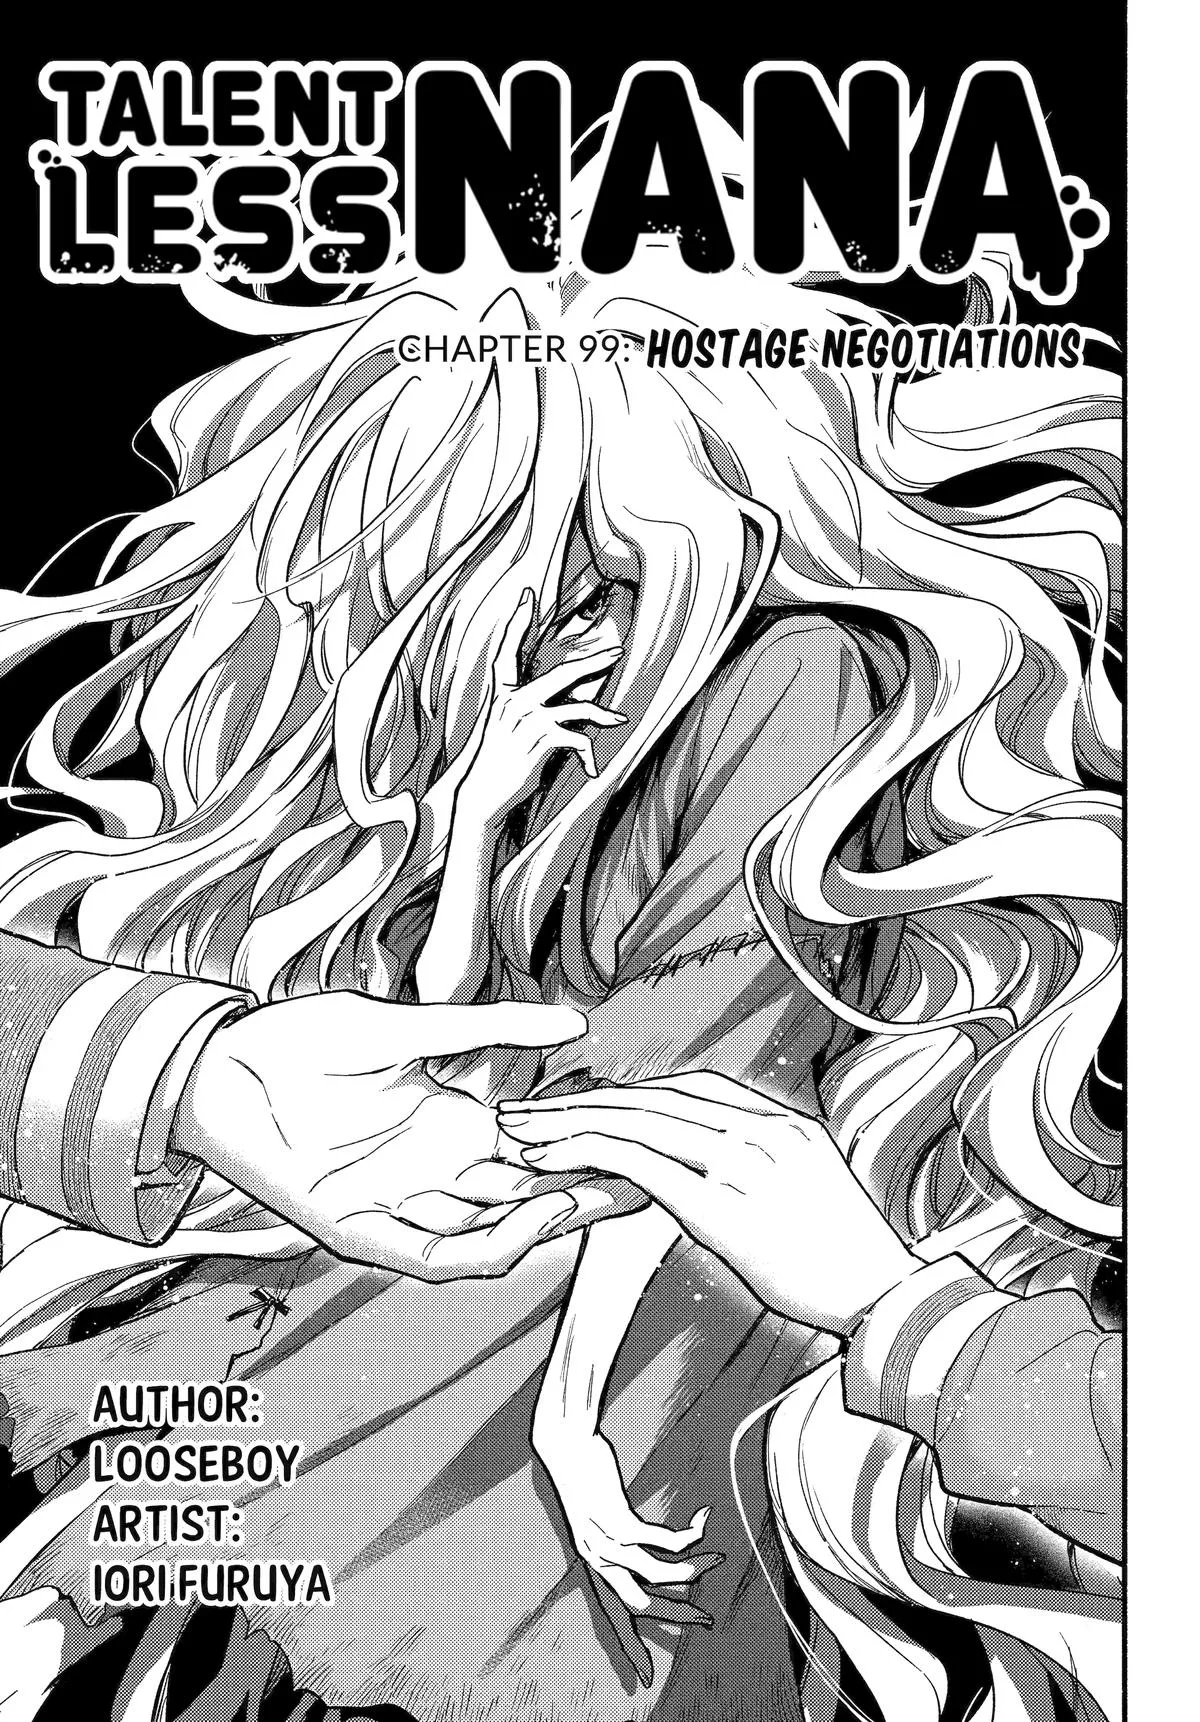 TALENT
LESS NANA
CHAPTER 99: HOSTAGE NEGOTIATIONS
AUTHOR:
LOOSEBOY
ARTIST:
IORI FURUYA